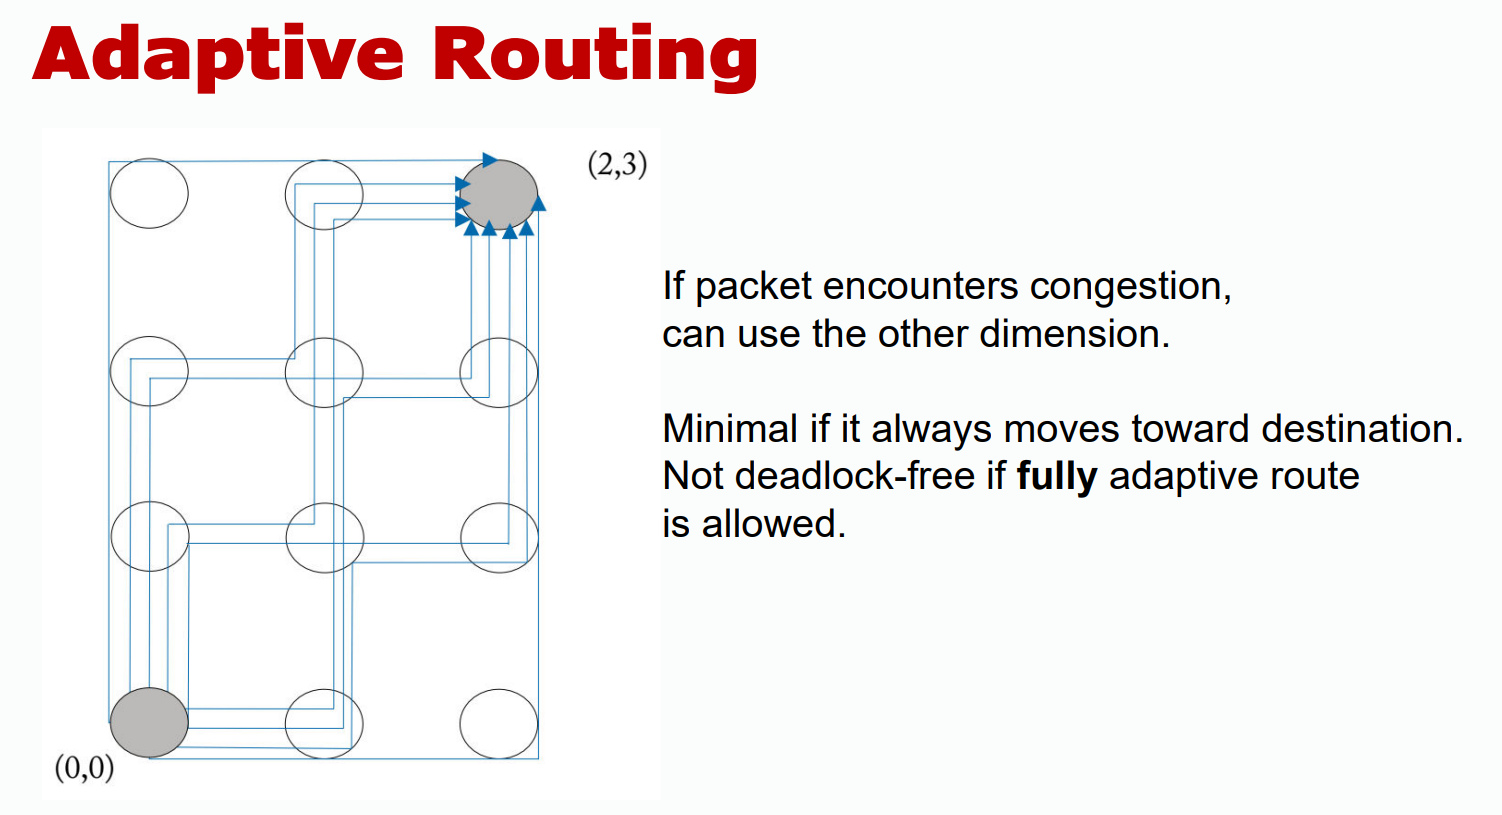 Adaptive Routing
(2,3)
If packet encounters congestion,
can use the other dimension.
Minimal if it always moves toward destination.
Not deadlock-free if fully adaptive route
is allowed.
(0,0)